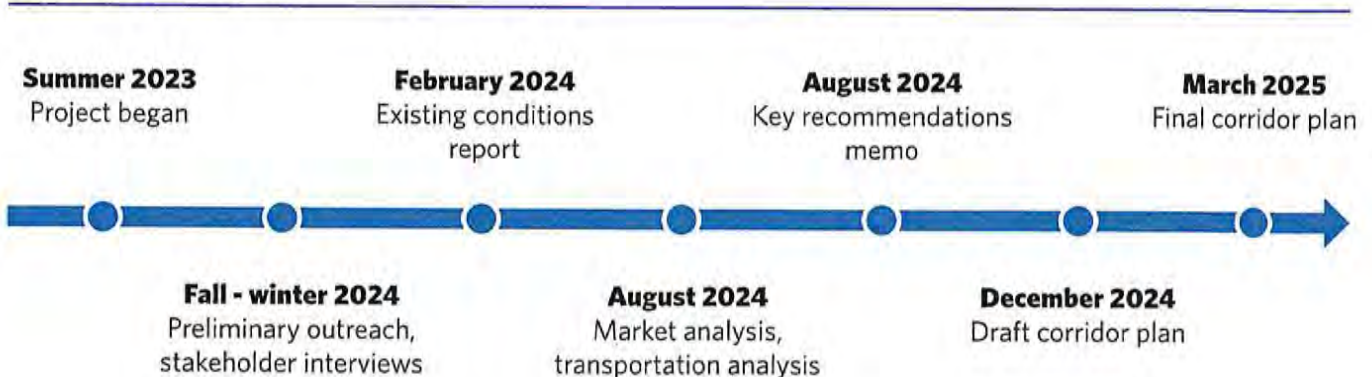 Summer 2023
Project began
February 2024
Existing conditions
report
August 2024
Key recommendations
memo
March 2025
Final corridor plan
Fall - winter 2024
Preliminary outreach,
stakeholder interviews
August 2024
Market analysis,
transportation analysis
December 2024
Draft corridor plan